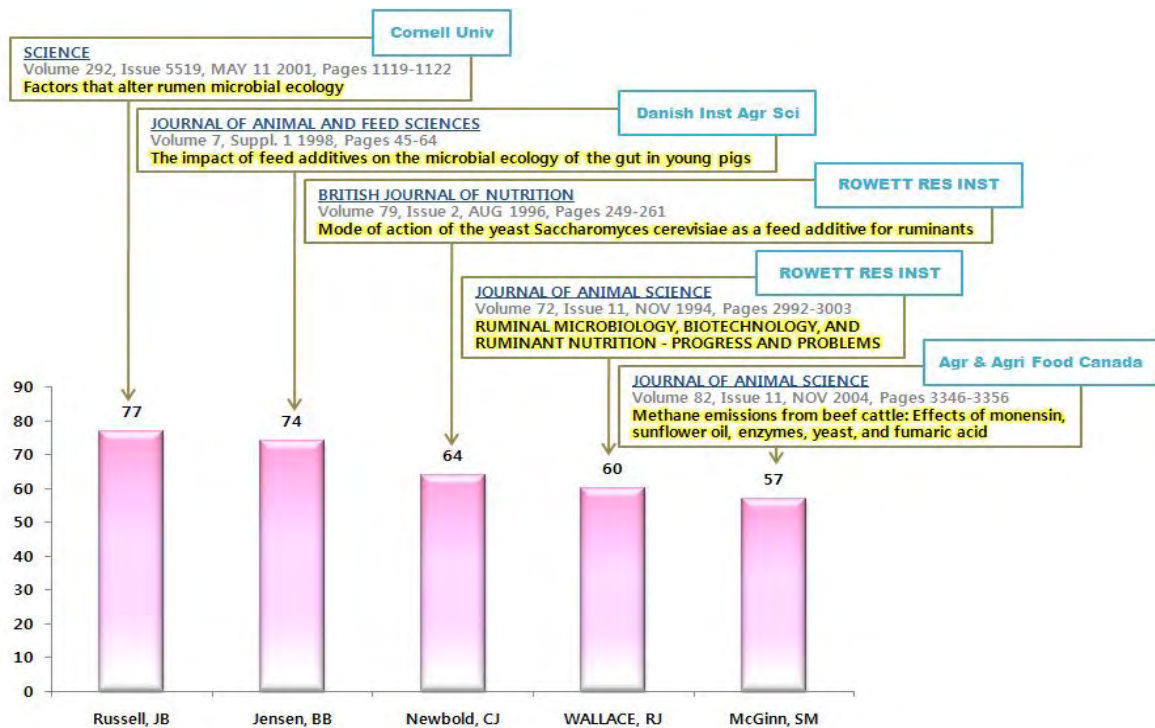 Cornell Univ
SCIENCE
Volume 292, Issue 5519, MAY 11 2001, Pages 1119-1122
Factors that alter rumen microbial ecology
Danish Inst Agr Sci
JOURNAL OF ANIMAL AND FEED SCIENCES
Volume 7, Suppl. 1 1998, Pages 45-64
The impact of feed additives on the microbial ecology of the gut in young pigs
ROWETT RES INST
BRITISH JOURNAL OF NUTRITION
Volume 79, Issue 2, AUG 1996, Pages 249-261
Mode of action of the yeast Saccharomyces cerevisiae as a feed additive for ruminants
ROWETT RES INST
JOURNAL OF ANIMAL SCIENCE
Volume 72, Issue 11, NOV 1994, Pages 2992-3003
RUMINAL MICROBIOLOGY, BIOTECHNOLOGY, AND
RUMINANT NUTRITION - PROGRESS AND PROBLEMS
Agr & Agri Food Canada
JOURNAL OF ANIMAL SCIENCE
Volume 82, Issue 11, NOV 2004, Pages 3346-3356
Methane emissions from beef cattle: Effects of monensin,
sunflower oil, enzymes, yeast, and fumaric acid
90
80
70
60
50
40
30
20
10
0
77
74
64
60
57
Russell, JB
Jensen, BB
Newbold, CJ
WALLACE, RJ
McGinn, SM